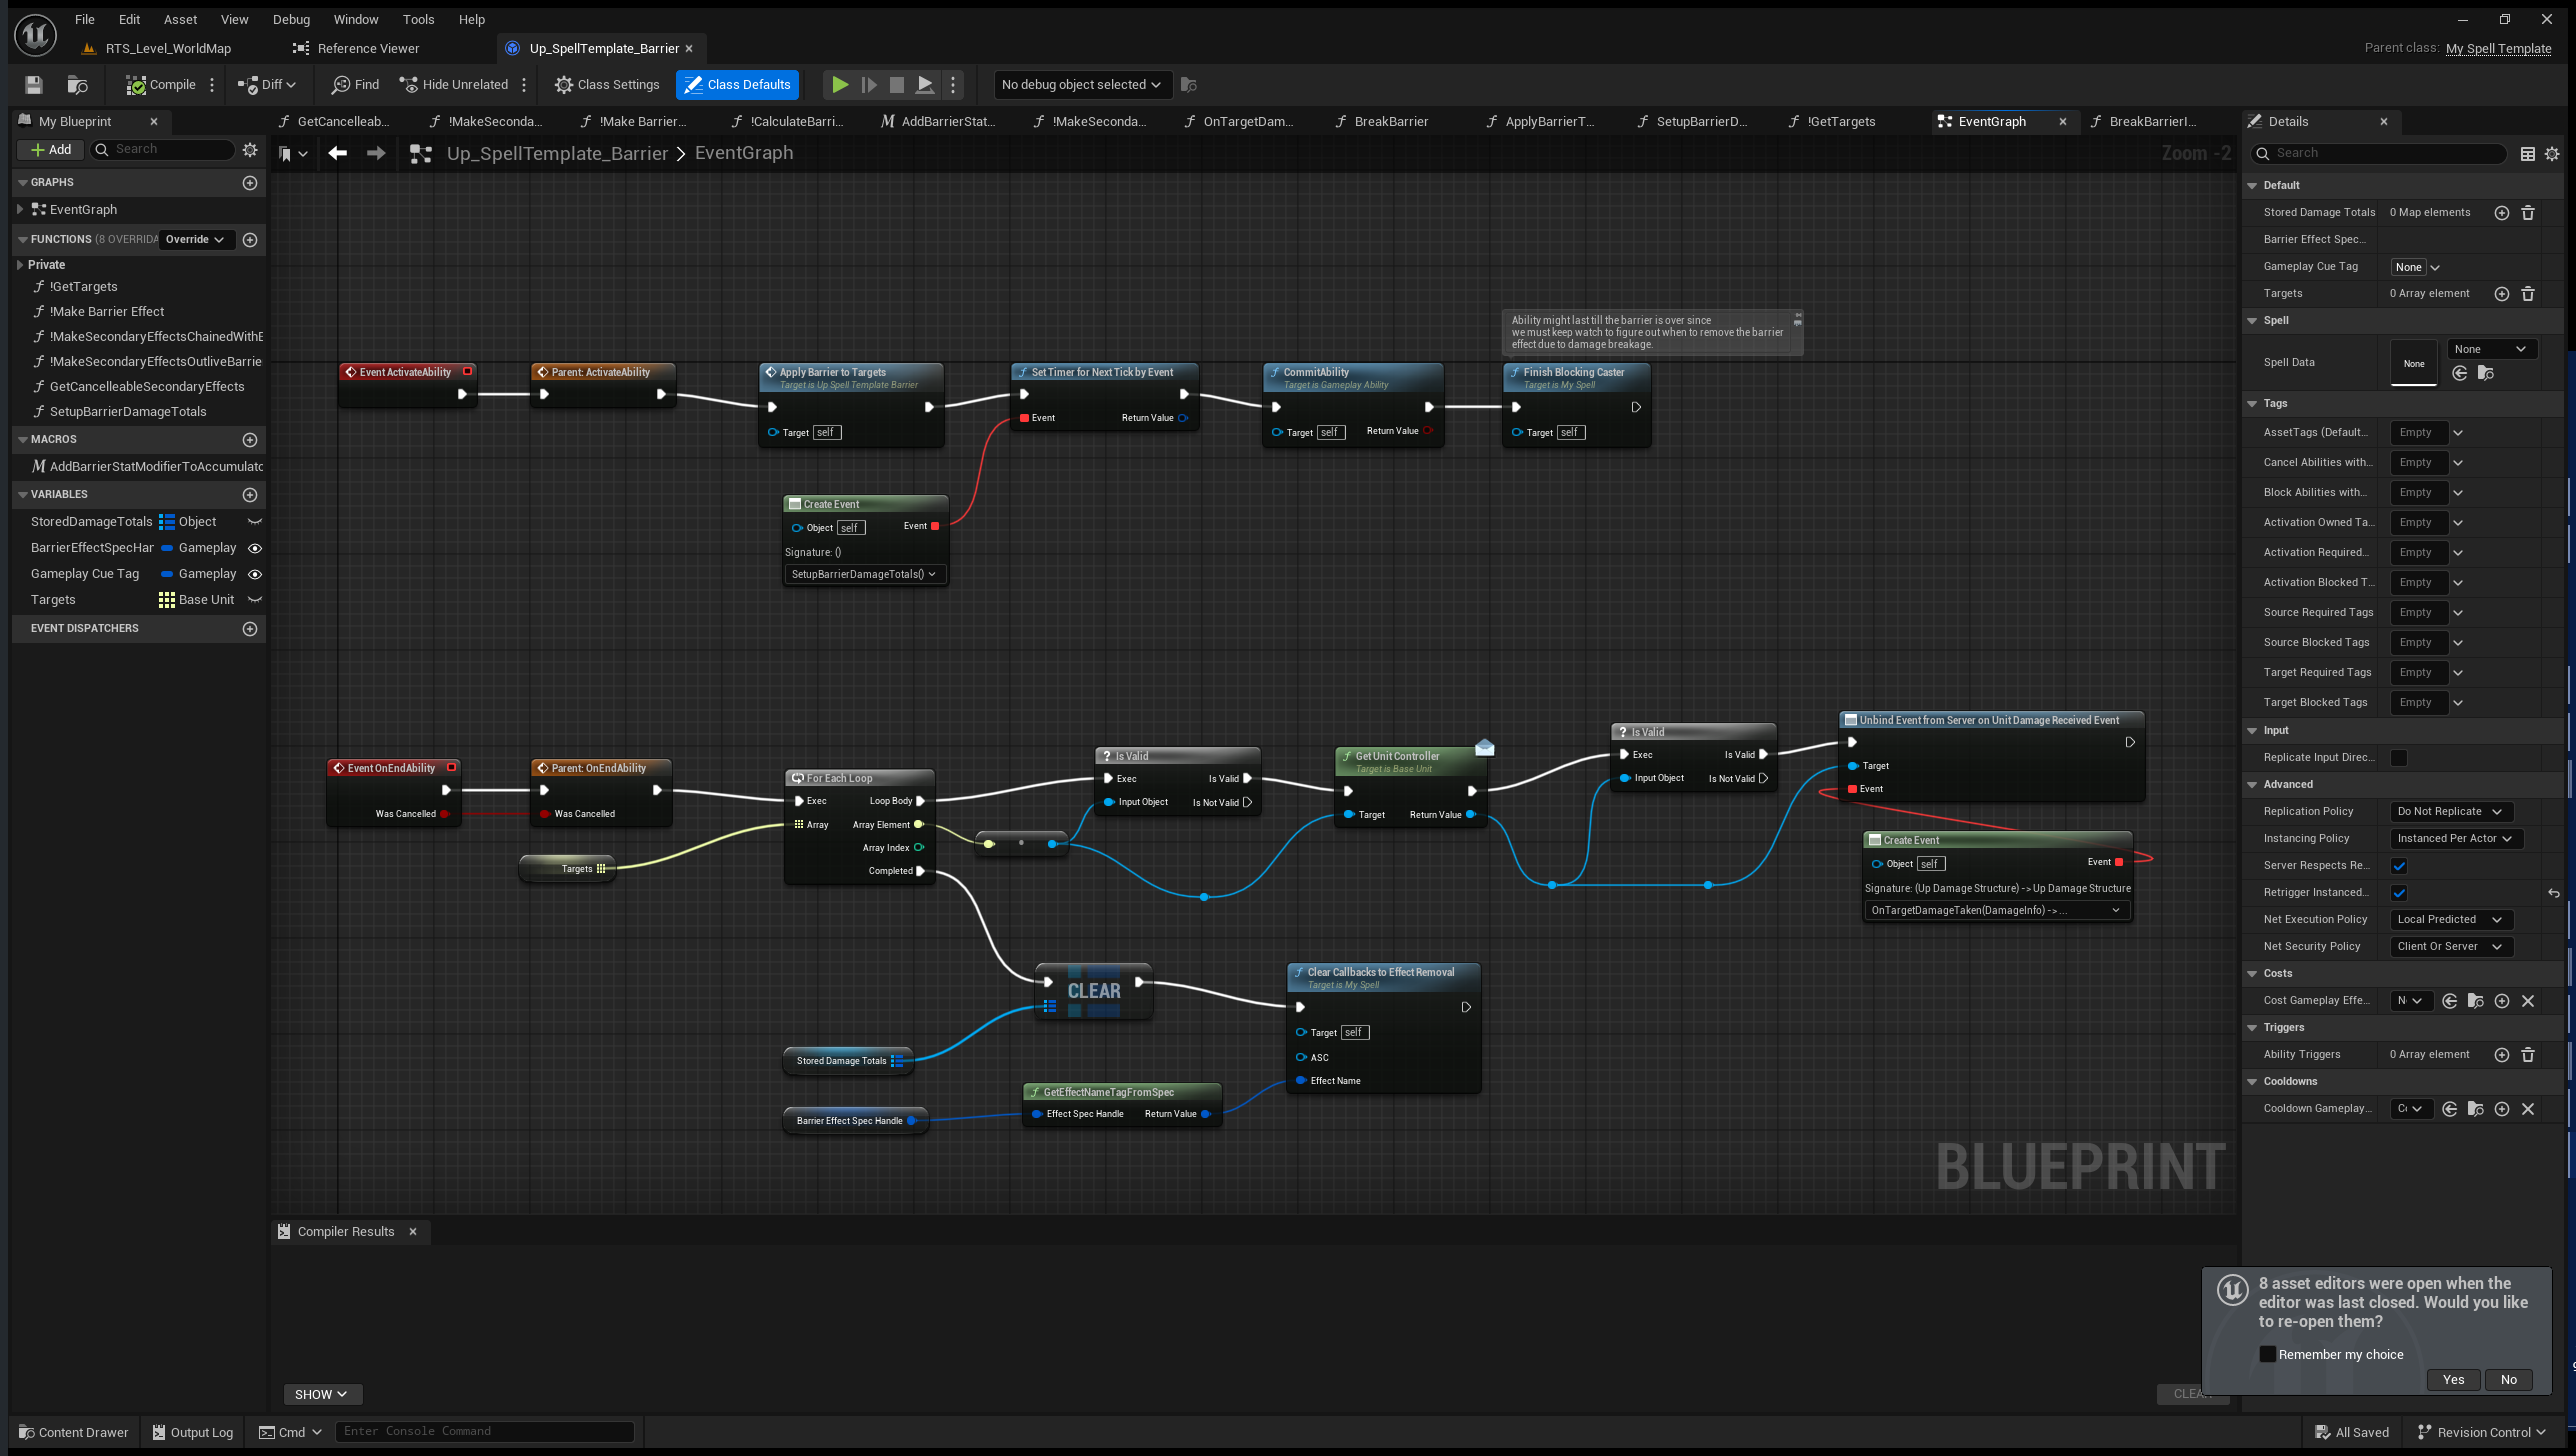 File Edit Asset View Debug Window Tools Help
RTS_Level_WorldMap Reference Viewer Up_SpellTemplate_Barrier
Parent class: My Spell Template
Compile Diff Find Hide Unrelated Class Settings Class Defaults No debug object selected
My Blueprint
GetCancelleab... !MakeSeconda... !Make Barrier... !CalculateBarri... AddBarrierStat... !MakeSeconda... OnTargetDam... BreakBarrier ApplyBarrierT... SetupBarrierD... !GetTargets EventGraph BreakBarrierI...
Details
Add Search
Up_SpellTemplate_Barrier > EventGraph
Zoom -2
Search
GRAPHS
EventGraph
FUNCTIONS (8 OVERRIDA Override
Private
!GetTargets
!Make Barrier Effect
!MakeSecondaryEffectsChainedWithE
!MakeSecondaryEffectsOutliveBarrie
GetCancelleableSecondaryEffects
SetupBarrierDamageTotals
MACROS
AddBarrierStatModifierToAccumulato
VARIABLES
StoredDamageTotals Object
BarrierEffectSpecHar Gameplay
Gameplay Cue Tag Gameplay
Targets Base Unit
EVENT DISPATCHERS
Ability might last till the barrier is over since
we must keep watch to figure out when to remove the barrier
effect due to damage breakage.
Event ActivateAbility
Parent: ActivateAbility
Apply Barrier to Targets
Target is Up Spell Template Barrier
Target self
Set Timer for Next Tick by Event
Event Return Value
CommitAbility
Target is Gameplay Ability
Target self Return Value
Finish Blocking Caster
Target is My Spell
Target self
Create Event
Object self Event
Signature: ()
SetupBarrierDamageTotals()
Event OnEndAbility
Was Cancelled
Parent: OnEndAbility
Was Cancelled
Targets
For Each Loop
Exec Loop Body
Array Array Element
Array Index
Completed
? Is Valid
Exec Is Valid
Input Object Is Not Valid
Get Unit Controller
Target is Base Unit
Target Return Value
? Is Valid
Exec Is Valid
Input Object Is Not Valid
Unbind Event from Server on Unit Damage Received Event
Target
Event
Create Event
Object self Event
Signature: (Up Damage Structure) -> Up Damage Structure
OnTargetDamageTaken(DamageInfo) -> ...
CLEAR
Stored Damage Totals
Barrier Effect Spec Handle
GetEffectNameTagFromSpec
Effect Spec Handle Return Value
Clear Callbacks to Effect Removal
Target is My Spell
Target self
ASC
Effect Name
BLUEPRINT
Default
Stored Damage Totals 0 Map elements
Barrier Effect Spec...
Gameplay Cue Tag None
Targets 0 Array element
Spell
Spell Data None None
Tags
AssetTags (Default... Empty
Cancel Abilities with... Empty
Block Abilities with... Empty
Activation Owned Ta... Empty
Activation Required... Empty
Activation Blocked T... Empty
Source Required Tags Empty
Source Blocked Tags Empty
Target Required Tags Empty
Target Blocked Tags Empty
Input
Replicate Input Direc...
Advanced
Replication Policy Do Not Replicate
Instancing Policy Instanced Per Actor
Server Respects Re...
Retrigger Instanced...
Net Execution Policy Local Predicted
Net Security Policy Client Or Server
Costs
Cost Gameplay Effe...
Triggers
Ability Triggers 0 Array element
Cooldowns
Cooldown Gameplay...
Compiler Results
8 asset editors were open when the
editor was last closed. Would you like
to re-open them?
Remember my choice
Yes No
SHOW
Content Drawer Output Log Cmd Enter Console Command
All Saved Revision Control